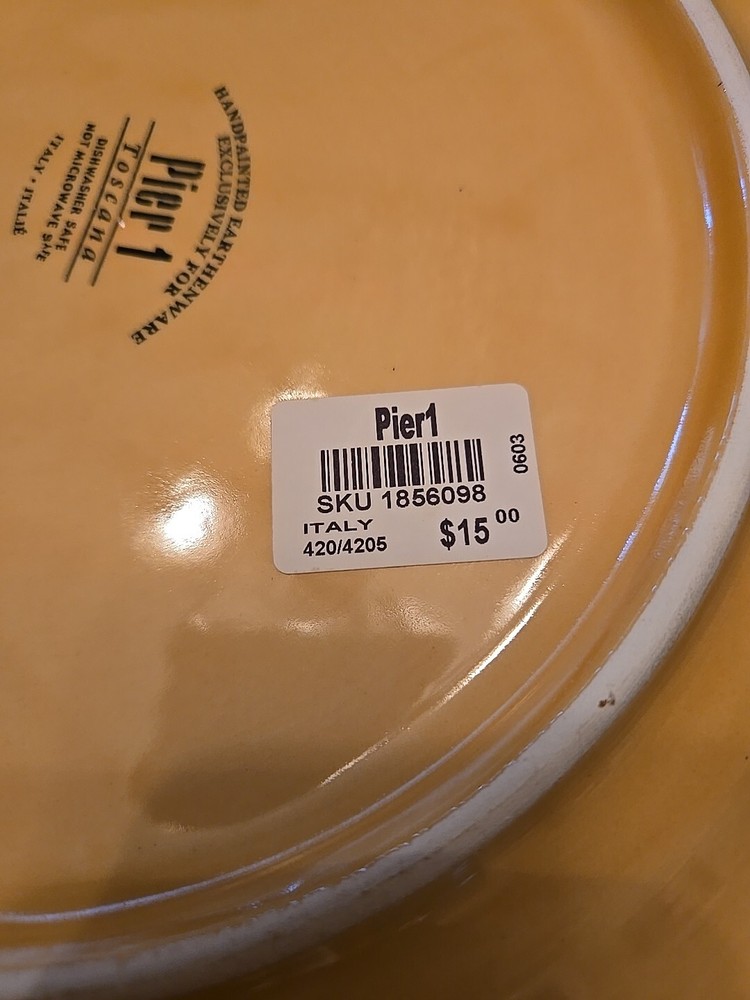 HANDPAINTED EARTHENWARE
EXCLUSIVELY FOR
Pier 1
Toscana
DISHWASHER SAFE
NOT MICROWAVE SAFE
ITALY • ITALIE
Pier1
0603
SKU 1856098
ITALY
420/4205
$15 00